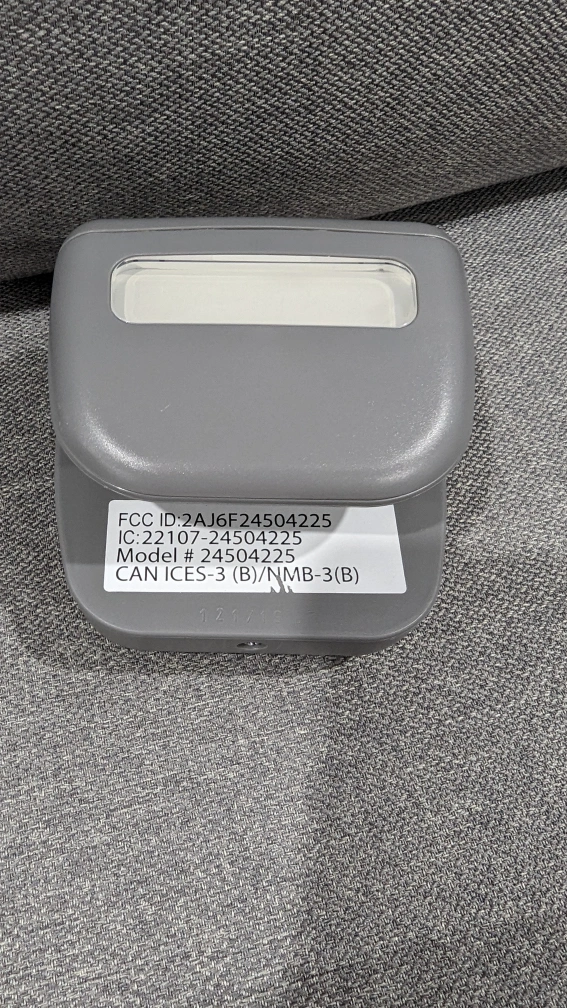 FCC ID:2AJ6F24504225
IC:22107-24504225
Model # 24504225
CAN ICES-3 (B)/NMB-3(B)